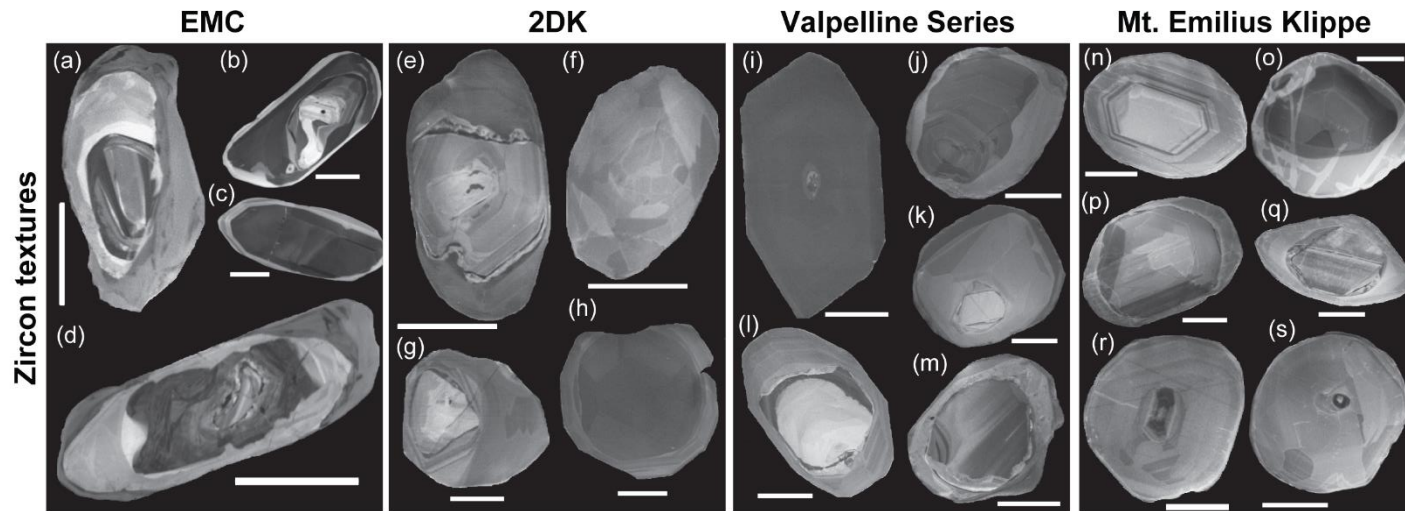 EMC
2DK
Valpelline Series
Mt. Emilius Klippe
Zircon textures
(a)
(b)
(c)
(d)
(e)
(f)
(g)
(h)
(i)
(j)
(k)
(l)
(m)
(n)
(o)
(p)
(q)
(r)
(s)